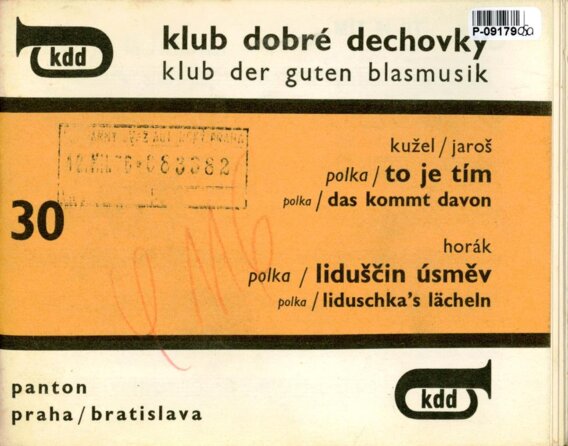 kdd
klub dobré dechovky
klub der guten blasmusik
P-09179
kužel / jaroš
polka / to je tím
polka / das kommt davon
30
horák
polka / liduščin úsměv
polka / liduschka's lächeln
panton
praha / bratislava
kdd